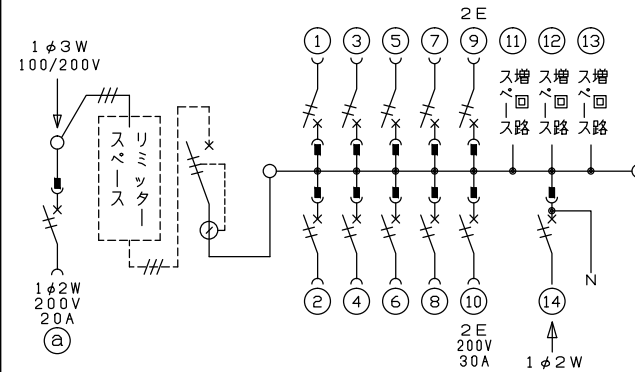 1φ3W
100/200V
リミッター
スペース
1φ2W
200V
20A
a
2E
1
3
5
7
9
11
12
13
増回路
スペース
増回路
スペース
増回路
スペース
2
4
6
8
10
14
N
2E
200V
30A
1φ2W